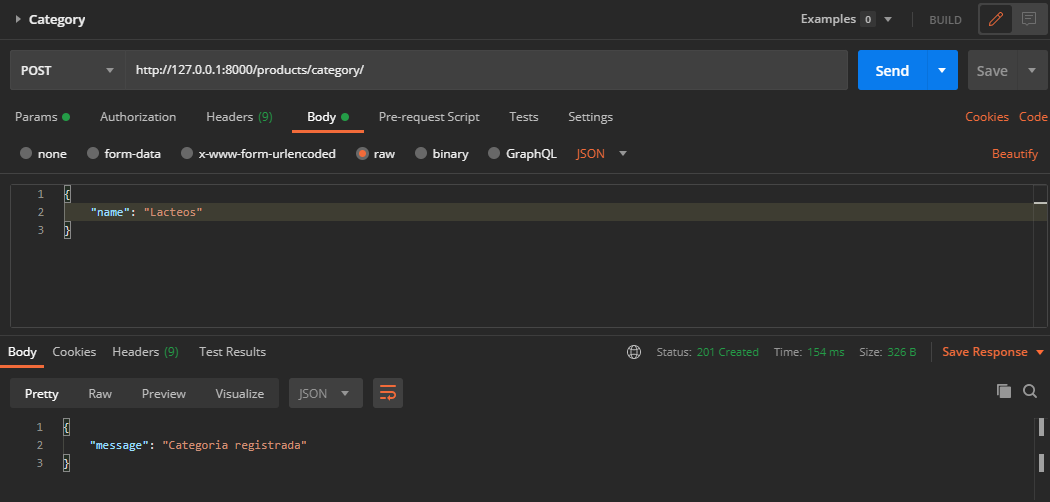 Category Examples 0 BUILD
POST http://127.0.0.1:8000/products/category/ Send Save
Params Authorization Headers (9) Body Pre-request Script Tests Settings Cookies Code
none form-data x-www-form-urlencoded raw binary GraphQL JSON Beautify
1 {
2 "name": "Lacteos"
3 }
Body Cookies Headers (9) Test Results Status: 201 Created Time: 154 ms Size: 326 B Save Response
Pretty Raw Preview Visualize JSON
1 {
2 "message": "Categoria registrada"
3 }